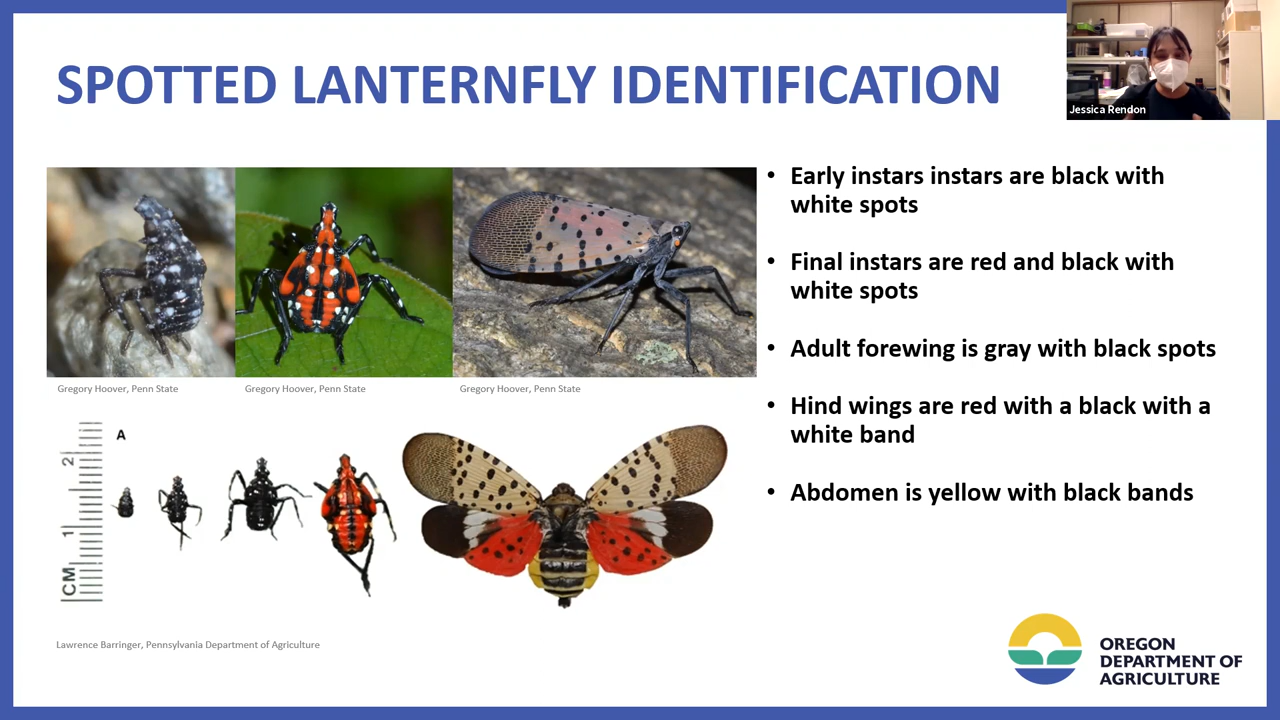 SPOTTED LANTERNFLY IDENTIFICATION
Jessica Rendon
Gregory Hoover, Penn State
Gregory Hoover, Penn State
Gregory Hoover, Penn State
A
2
1
CM
Lawrence Barringer, Pennsylvania Department of Agriculture
• Early instars instars are black with
white spots
• Final instars are red and black with
white spots
• Adult forewing is gray with black spots
• Hind wings are red with a black with a
white band
• Abdomen is yellow with black bands
OREGON
DEPARTMENT OF
AGRICULTURE